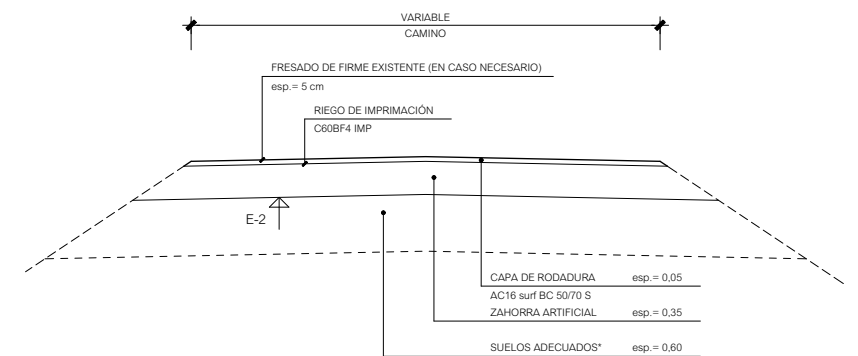 VARIABLE
CAMINO
FRESADO DE FIRME EXISTENTE (EN CASO NECESARIO)
esp.= 5 cm
RIEGO DE IMPRIMACIÓN
C60BF4 IMP
E-2
CAPA DE RODADURA esp.= 0,05
AC16 surf BC 50/70 S
ZAHORRA ARTIFICIAL esp.= 0,35
SUELOS ADECUADOS* esp.= 0,60